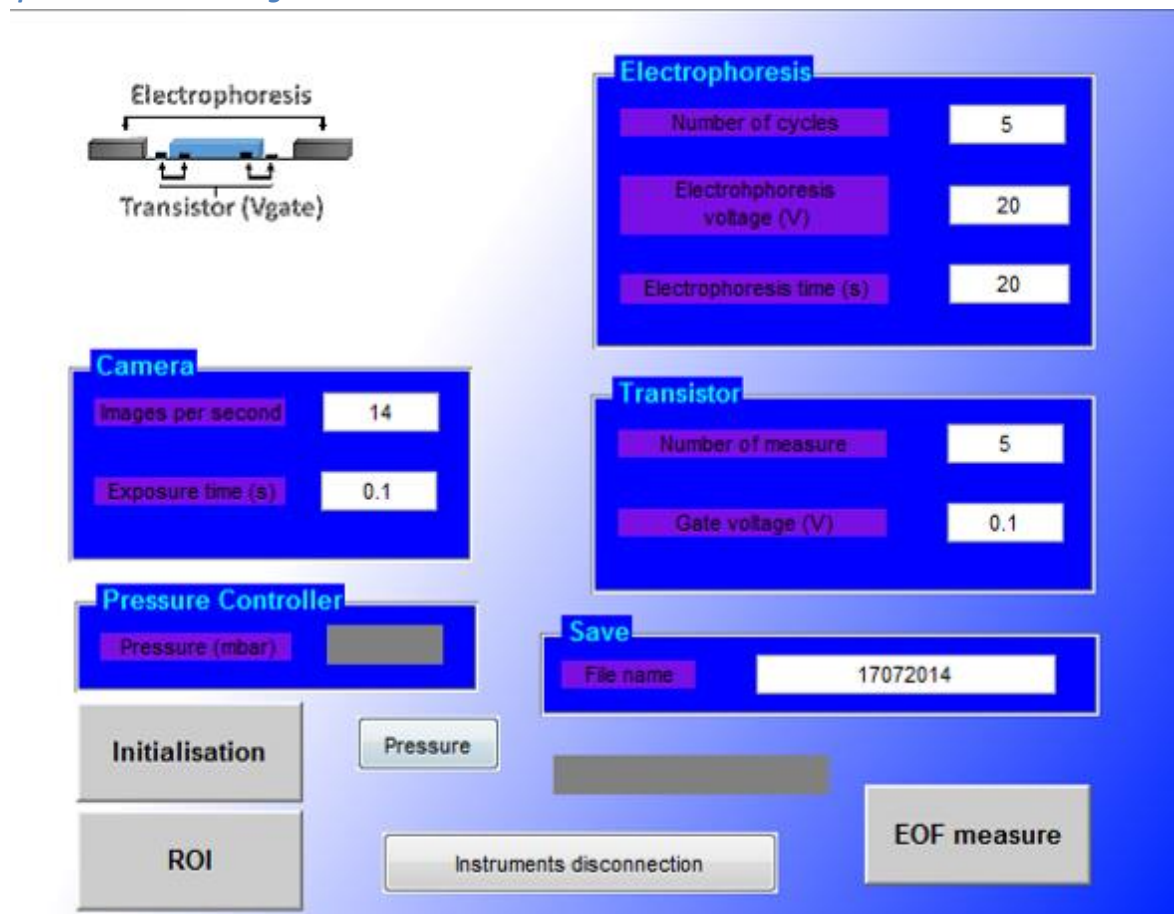 Electrophoresis
Transistor (Vgate)
Electrophoresis
Number of cycles
5
Electrohphoresis
voltage (V)
20
Electrophoresis time (s)
20
Camera
Images per second
14
Exposure time (s)
0.1
Transistor
Number of measure
5
Gate voltage (V)
0.1
Pressure Controller
Pressure (mbar)
Save
File name
17072014
Initialisation
Pressure
ROI
Instruments disconnection
EOF measure